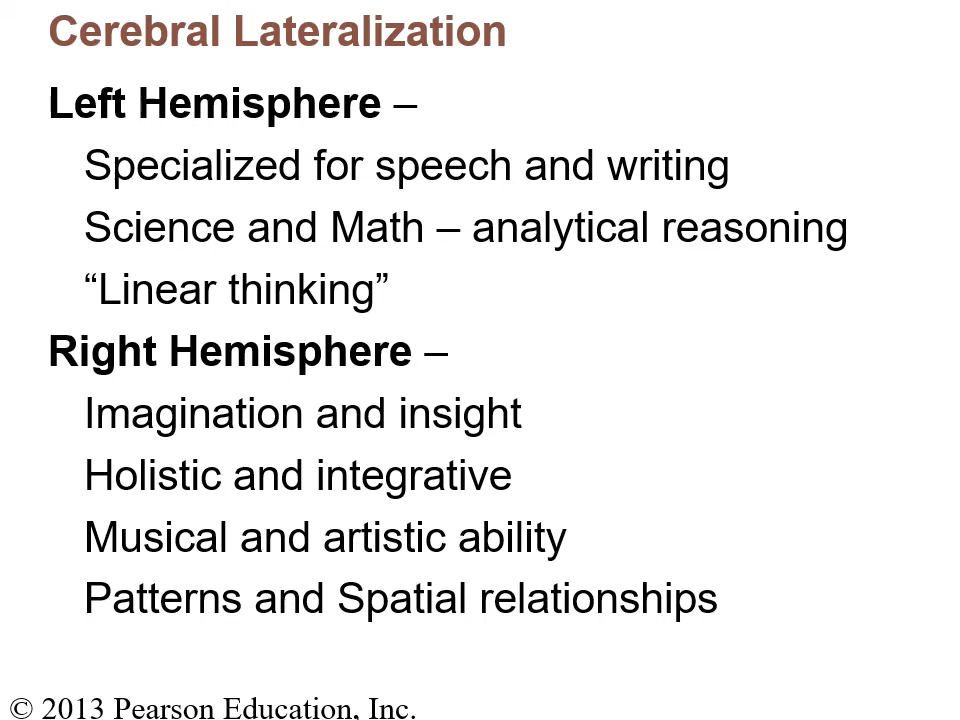 Cerebral Lateralization
Left Hemisphere –
Specialized for speech and writing
Science and Math – analytical reasoning
“Linear thinking”
Right Hemisphere –
Imagination and insight
Holistic and integrative
Musical and artistic ability
Patterns and Spatial relationships
© 2013 Pearson Education, Inc.